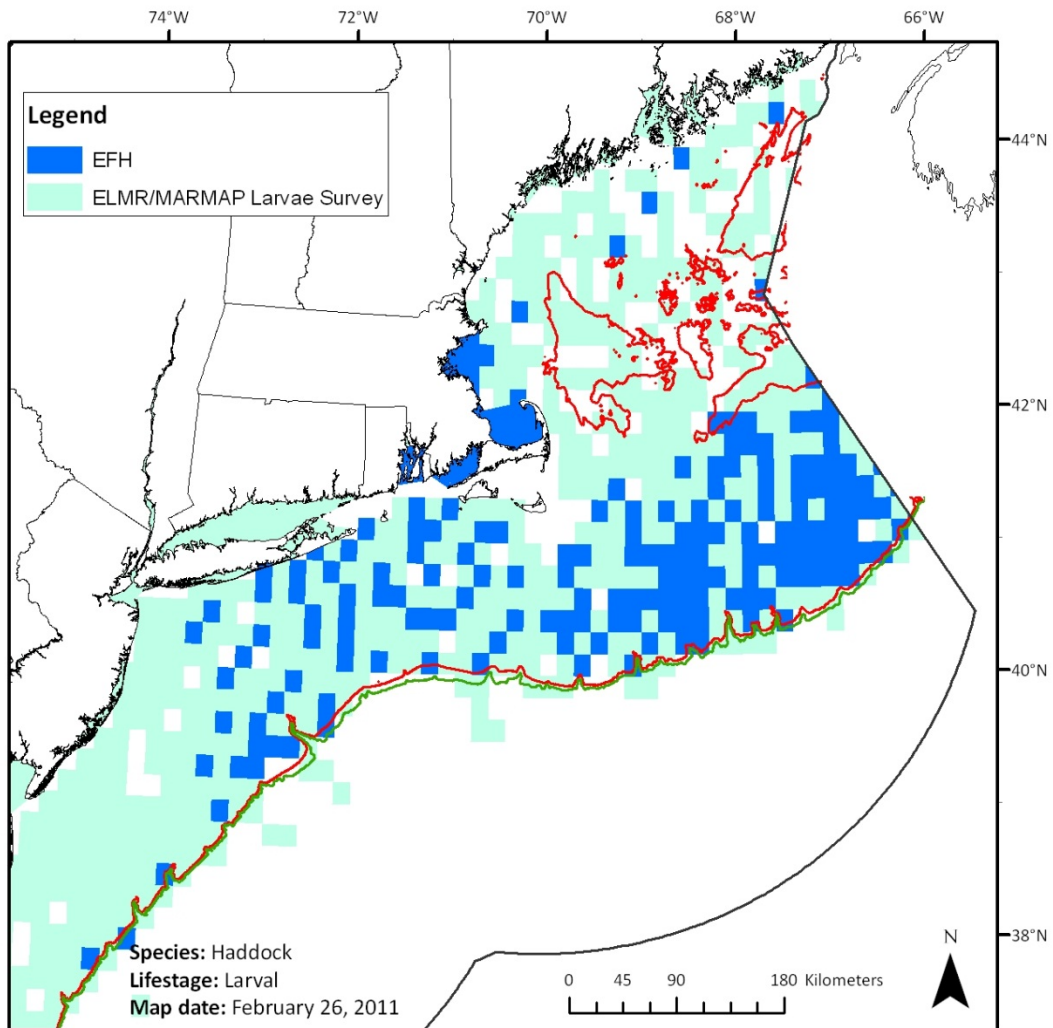 74°W 72°W 70°W 68°W 66°W
Legend
EFH
ELMR/MARMAP Larvae Survey
44°N
42°N
40°N
38°N
Species: Haddock
Lifestage: Larval
Map date: February 26, 2011
0 45 90 180 Kilometers
N